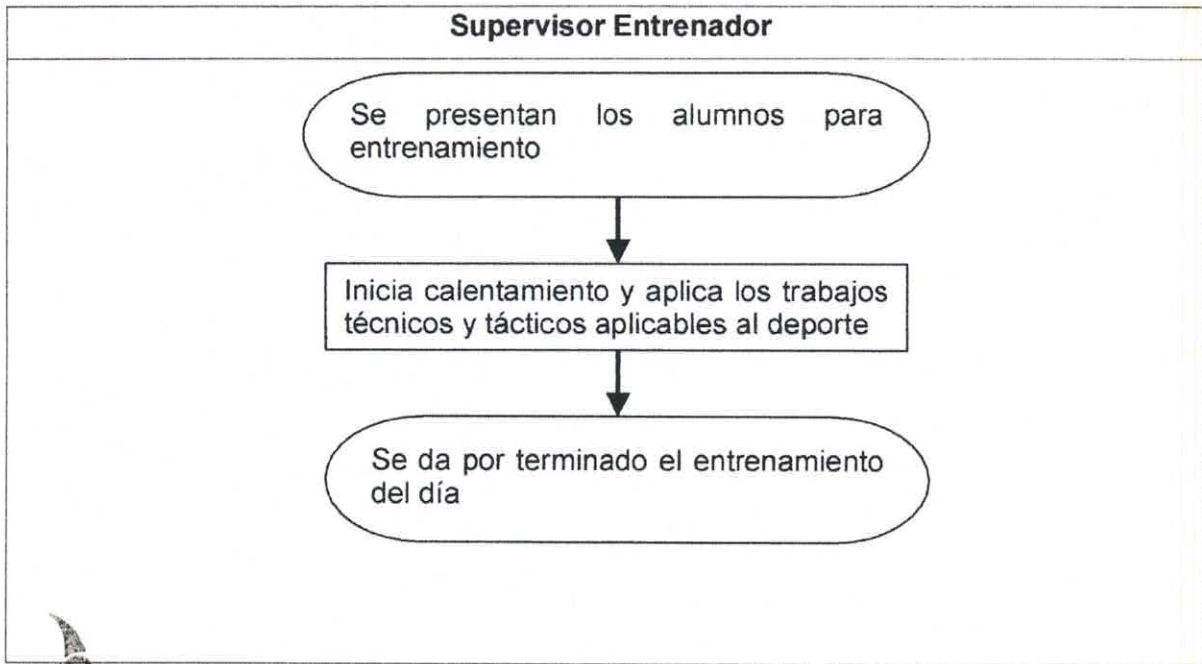 Supervisor Entrenador
Se presentan los alumnos para
entrenamiento
Inicia calentamiento y aplica los trabajos
técnicos y tácticos aplicables al deporte
Se da por terminado el entrenamiento
del día